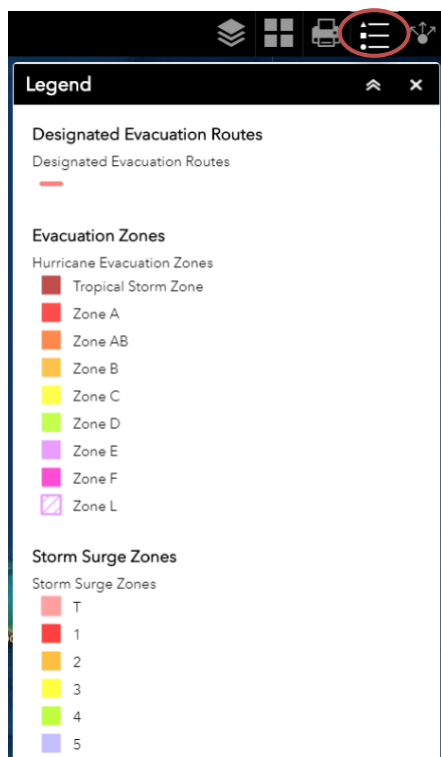 Legend
Designated Evacuation Routes
Designated Evacuation Routes
Evacuation Zones
Hurricane Evacuation Zones
Tropical Storm Zone
Zone A
Zone AB
Zone B
Zone C
Zone D
Zone E
Zone F
Zone L
Storm Surge Zones
Storm Surge Zones
T
1
2
3
4
5